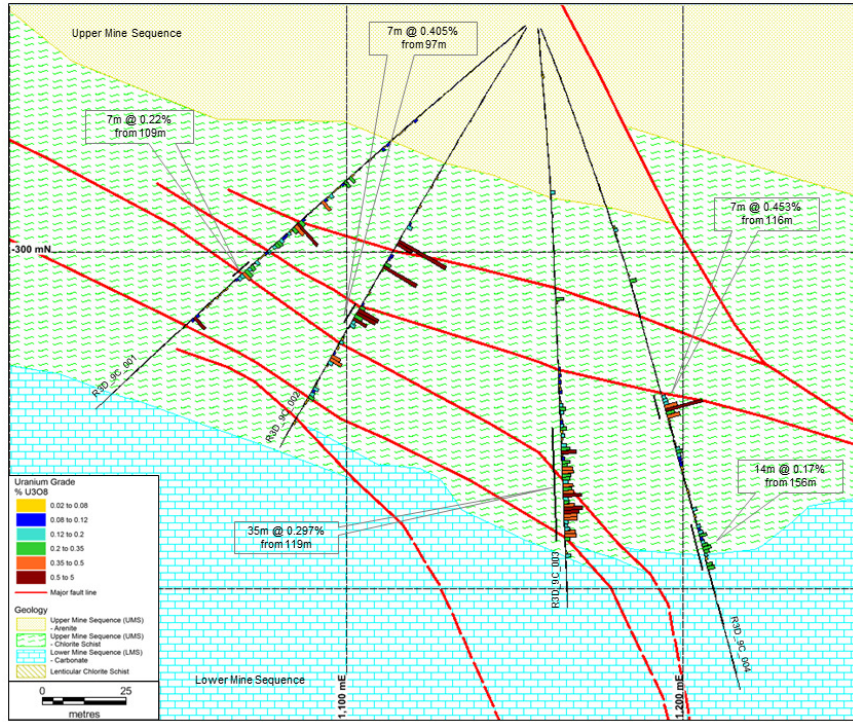 Upper Mine Sequence
7m @ 0.405%
from 97m
7m @ 0.22%
from 109m
7m @ 0.453%
from 116m
-300 mN
R3D_9C_001
R3D_9C_002
14m @ 0.17%
from 156m
35m @ 0.297%
from 119m
R3D_9C_003
R3D_9C_004
Uranium Grade
% U3O8
0.02 to 0.08
0.08 to 0.12
0.12 to 0.2
0.2 to 0.35
0.35 to 0.5
0.5 to 5
Major fault line
Geology
Upper Mine Sequence (UMS)
- Arenite
Upper Mine Sequence (UMS)
- Chlorite Schist
Lower Mine Sequence (LMS)
- Carbonate
Lenticular Chlorite Schist
0 25
metres
Lower Mine Sequence
1,100 mE
1,200 mE